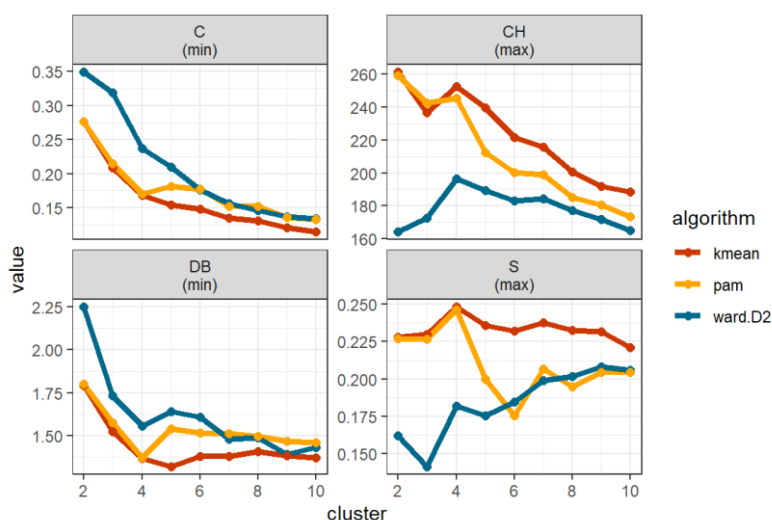 C
(min)
CH
(max)
0.35
0.30
0.25
0.20
0.15
260
240
220
200
180
160
DB
(min)
S
(max)
2.25
2.00
1.75
1.50
0.250
0.225
0.200
0.175
0.150
2 4 6 8 10
2 4 6 8 10
value
cluster
algorithm
kmean
pam
ward.D2